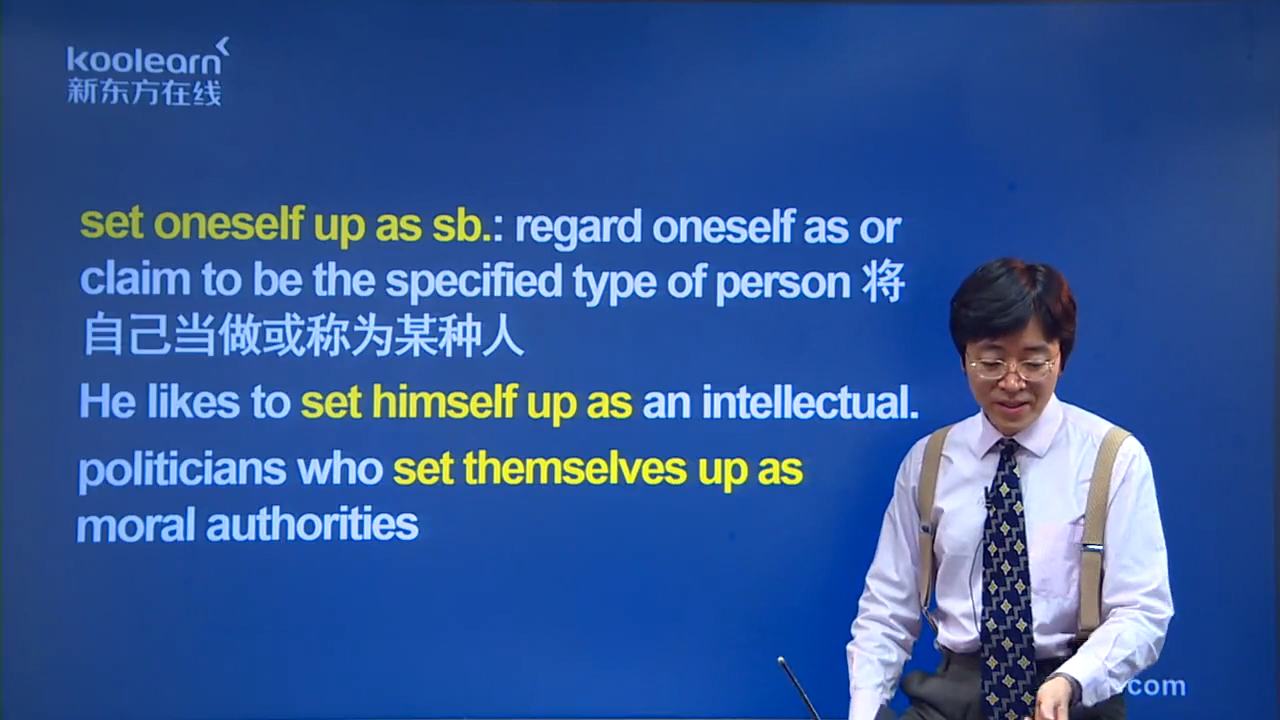 koolearn
新东方在线
set oneself up as sb.: regard oneself as or
claim to be the specified type of person 将
自己当做或称为某种人
He likes to set himself up as an intellectual.
politicians who set themselves up as
moral authorities
.com